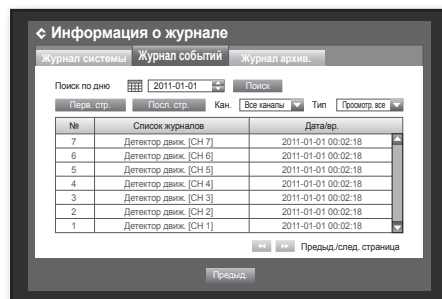 Информация о журнале
Журнал системы Журнал событий Журнал архив.
Поиск по дню 2011-01-01 Поиск
Перв. стр. Посл. стр. Кан. Все каналы Тип Просмотр. все
№ Список журналов Дата/вр.
7 Детектор движ. [CH 7] 2011-01-01 00:02:18
6 Детектор движ. [CH 6] 2011-01-01 00:02:18
5 Детектор движ. [CH 5] 2011-01-01 00:02:18
4 Детектор движ. [CH 4] 2011-01-01 00:02:18
3 Детектор движ. [CH 3] 2011-01-01 00:02:18
2 Детектор движ. [CH 2] 2011-01-01 00:02:18
1 Детектор движ. [CH 1] 2011-01-01 00:02:18
Предыд./след. страница
Предыд.